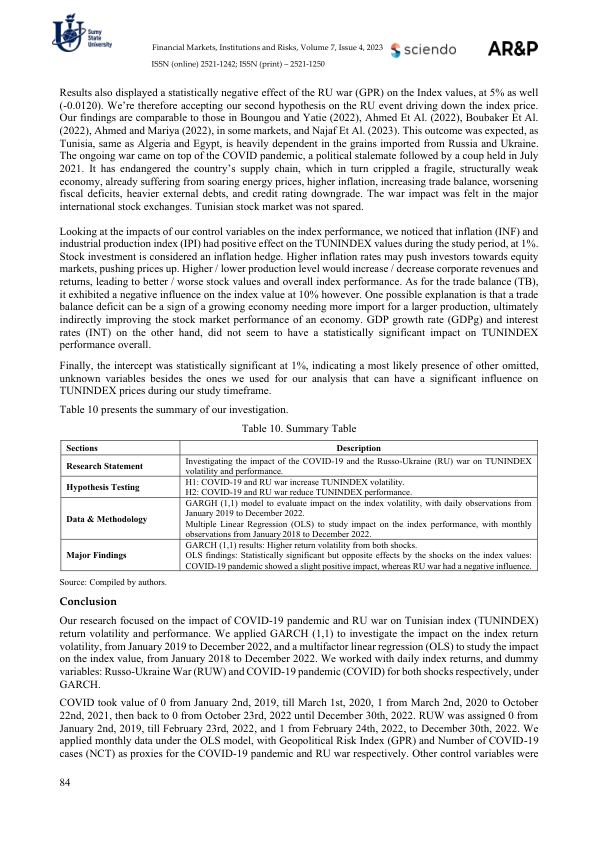 Sumy
State
University
Financial Markets, Institutions and Risks, Volume 7, Issue 4, 2023
sciendo
AR&P
ISSN (online) 2521-1242; ISSN (print) – 2521-1250
Results also displayed a statistically negative effect of the RU war (GPR) on the Index values, at 5% as well
(-0.0120). We're therefore accepting our second hypothesis on the RU event driving down the index price.
Our findings are comparable to those in Boungou and Yatie (2022), Ahmed Et Al. (2022), Boubaker Et Al.
(2022), Ahmed and Mariya (2022), in some markets, and Najaf Et Al. (2023). This outcome was expected, as
Tunisia, same as Algeria and Egypt, is heavily dependent in the grains imported from Russia and Ukraine.
The ongoing war came on top of the COVID pandemic, a political stalemate followed by a coup held in July
2021. It has endangered the country's supply chain, which in turn crippled a fragile, structurally weak
economy, already suffering from soaring energy prices, higher inflation, increasing trade balance, worsening
fiscal deficits, heavier external debts, and credit rating downgrade. The war impact was felt in the major
international stock exchanges. Tunisian stock market was not spared.
Looking at the impacts of our control variables on the index performance, we noticed that inflation (INF) and
industrial production index (IPI) had positive effect on the TUNINDEX values during the study period, at 1%.
Stock investment is considered an inflation hedge. Higher inflation rates may push investors towards equity
markets, pushing prices up. Higher / lower production level would increase / decrease corporate revenues and
returns, leading to better / worse stock values and overall index performance. As for the trade balance (TB),
it exhibited a negative influence on the index value at 10% however. One possible explanation is that a trade
balance deficit can be a sign of a growing economy needing more import for a larger production, ultimately
indirectly improving the stock market performance of an economy. GDP growth rate (GDPg) and interest
rates (INT) on the other hand, did not seem to have a statistically significant impact on TUNINDEX
performance overall.
Finally, the intercept was statistically significant at 1%, indicating a most likely presence of other omitted,
unknown variables besides the ones we used for our analysis that can have a significant influence on
TUNINDEX prices during our study timeframe.
Table 10 presents the summary of our investigation.
Table 10. Summary Table
Sections Description
Research Statement
Investigating the impact of the COVID-19 and the Russo-Ukraine (RU) war on TUNINDEX
volatility and performance.
Hypothesis Testing
H1: COVID-19 and RU war increase TUNINDEX volatility.
H2: COVID-19 and RU war reduce TUNINDEX performance.
Data & Methodology
GARGH (1,1) model to evaluate impact on the index volatility, with daily observations from
January 2019 to December 2022.
Multiple Linear Regression (OLS) to study impact on the index performance, with monthly
observations from January 2018 to December 2022.
Major Findings
GARCH (1,1) results: Higher return volatility from both shocks.
OLS findings: Statistically significant but opposite effects by the shocks on the index values:
COVID-19 pandemic showed a slight positive impact, whereas RU war had a negative influence.
Source: Compiled by authors.
Conclusion
Our research focused on the impact of COVID-19 pandemic and RU war on Tunisian index (TUNINDEX)
return volatility and performance. We applied GARCH (1,1) to investigate the impact on the index return
volatility, from January 2019 to December 2022, and a multifactor linear regression (OLS) to study the impact
on the index value, from January 2018 to December 2022. We worked with daily index returns, and dummy
variables: Russo-Ukraine War (RUW) and COVID-19 pandemic (COVID) for both shocks respectively, under
GARCH.
COVID took value of 0 from January 2nd, 2019, till March 1st, 2020, 1 from March 2nd, 2020 to October
22nd, 2021, then back to 0 from October 23rd, 2022 until December 30th, 2022. RUW was assigned 0 from
January 2nd, 2019, till February 23rd, 2022, and 1 from February 24th, 2022, to December 30th, 2022. We
applied monthly data under the OLS model, with Geopolitical Risk Index (GPR) and Number of COVID-19
cases (NCT) as proxies for the COVID-19 pandemic and RU war respectively. Other control variables were
84